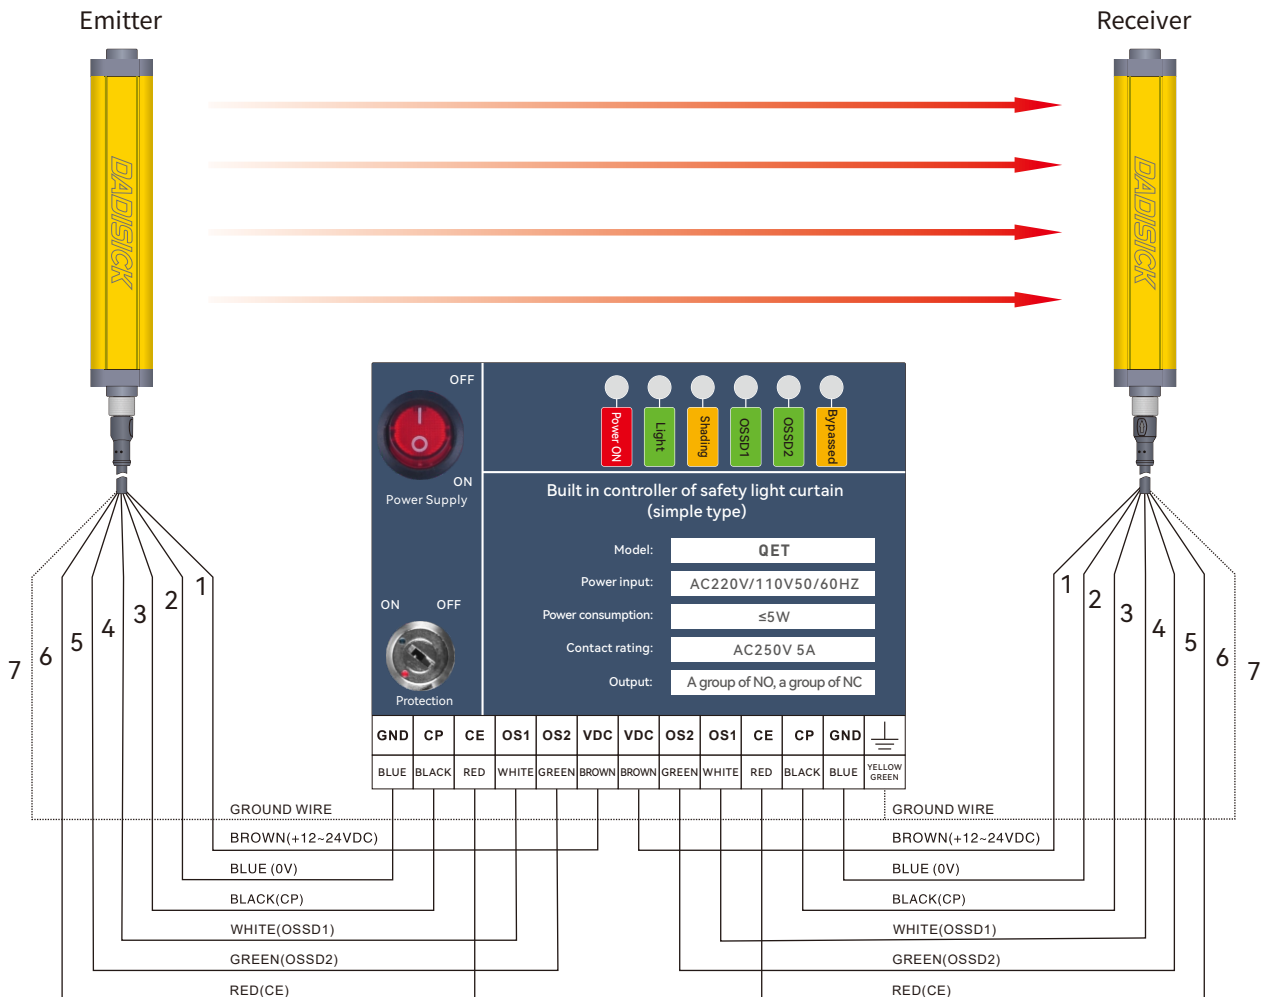 Emitter
Receiver
DADISICK
DADISICK
OFF
ON
Power Supply
Power ON
Light
Shading
OSSD1
OSSD2
Bypassed
Built in controller of safety light curtain
(simple type)
Model: QET
Power input: AC220V/110V50/60HZ
Power consumption: ≤5W
Contact rating: AC250V 5A
Output: A group of NO, a group of NC
ON OFF
Protection
GND CP CE OS1 OS2 VDC VDC OS2 OS1 CE CP GND
BLUE BLACK RED WHITE GREEN BROWN BROWN GREEN WHITE RED BLACK BLUE YELLOW GREEN
7 6 5 4 3 2 1
1 2 3 4 5 6 7
GROUND WIRE GROUND WIRE
BROWN(+12~24VDC) BROWN(+12~24VDC)
BLUE (0V) BLUE (0V)
BLACK(CP) BLACK(CP)
WHITE(OSSD1) WHITE(OSSD1)
GREEN(OSSD2) GREEN(OSSD2)
RED(CE) RED(CE)